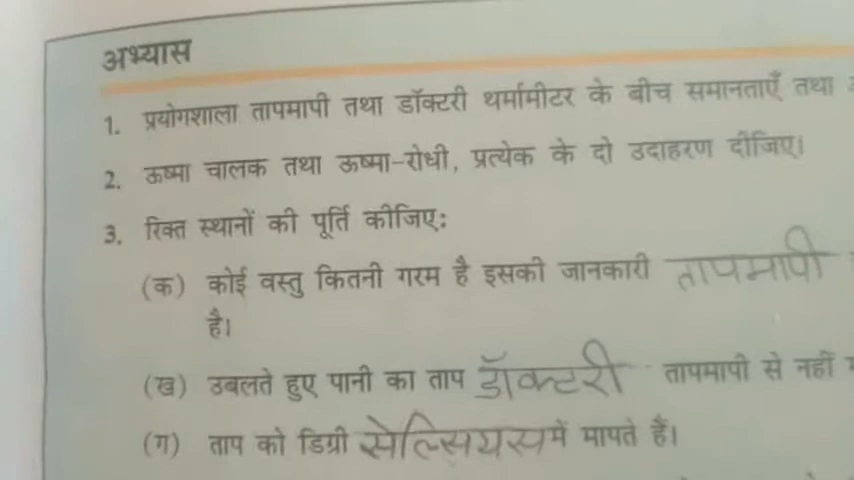 अभ्यास
1. प्रयोगशाला तापमापी तथा डॉक्टरी थर्मामीटर के बीच समानताएँ तथा
2. ऊष्मा चालक तथा ऊष्मा-रोधी, प्रत्येक के दो उदाहरण दीजिए।
3. रिक्त स्थानों की पूर्ति कीजिए:
(क) कोई वस्तु कितनी गरम है इसकी जानकारी तापमापी
है।
(ख) उबलते हुए पानी का ताप डॉक्टरी तापमापी से नहीं
(ग) ताप को डिग्री सेल्सियस में मापते हैं।